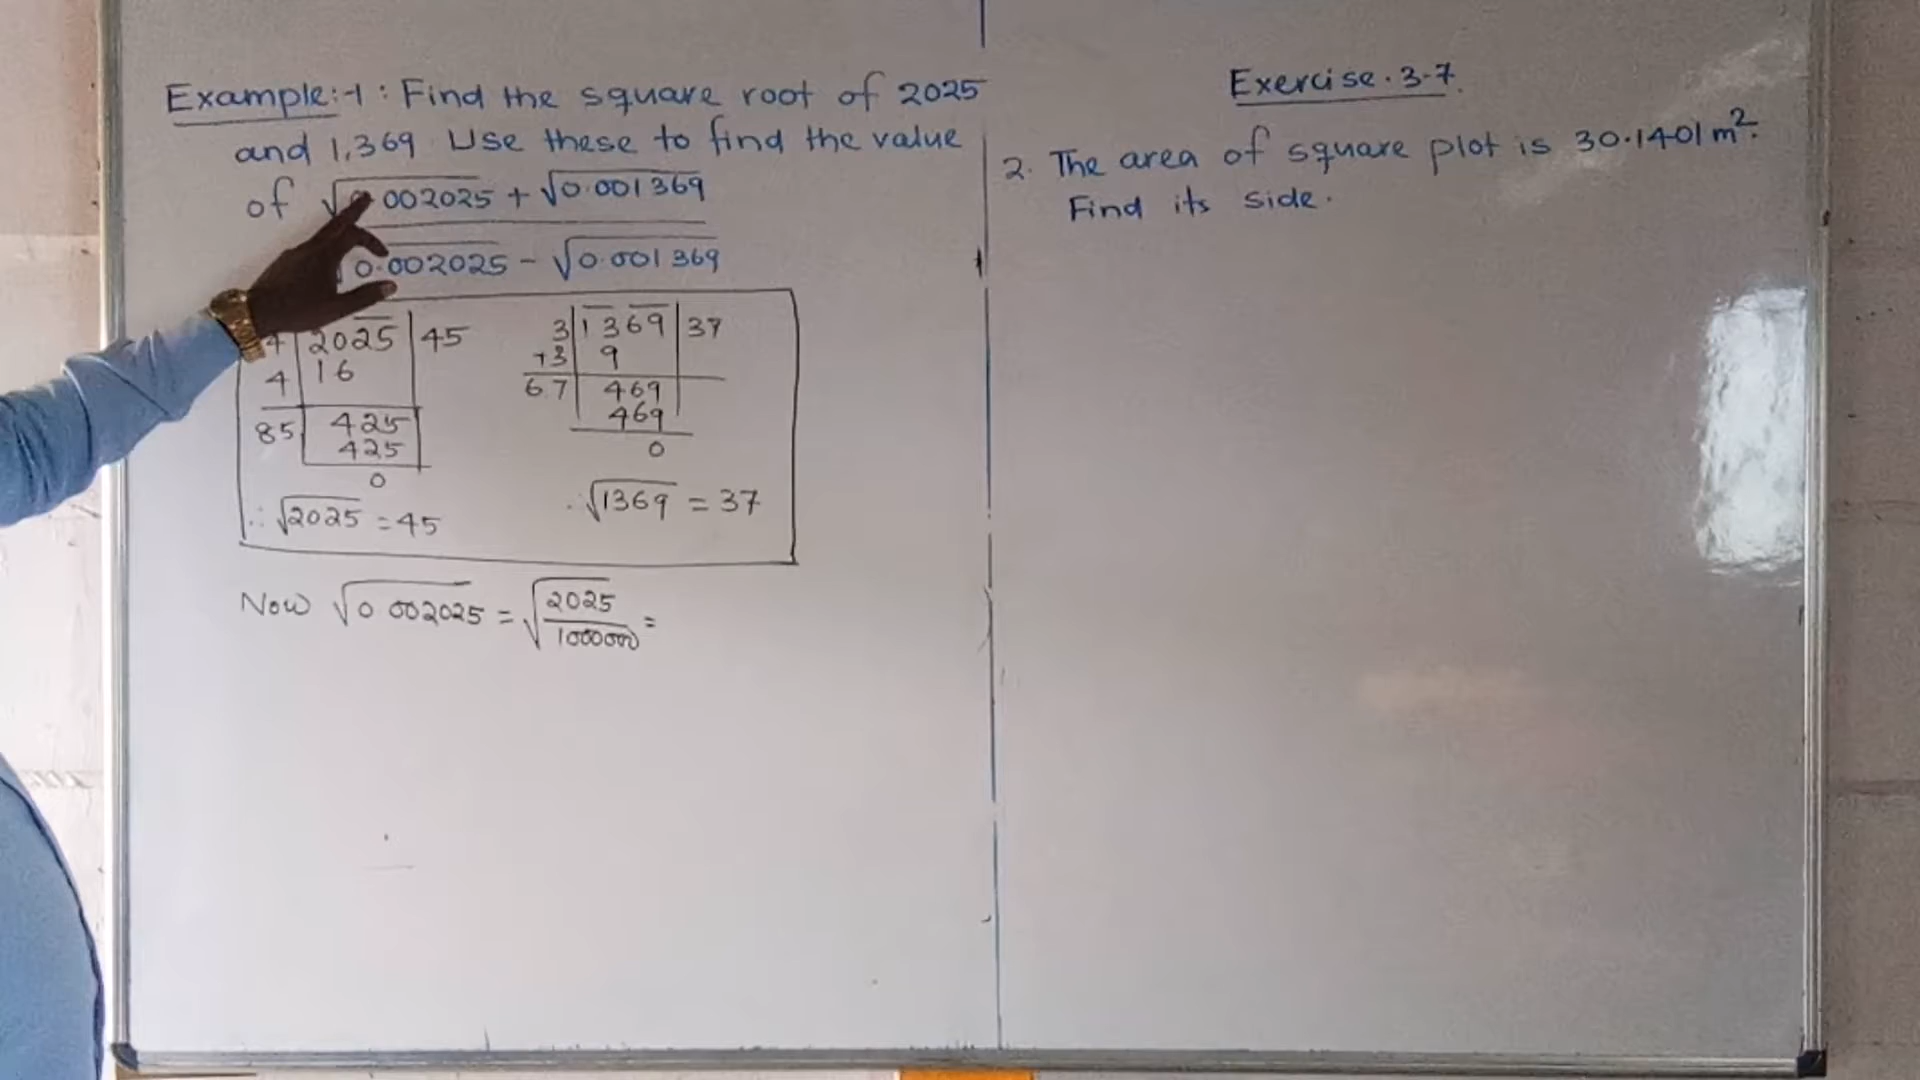 Example:-1: Find the square root of 2025
and 1,369 Use these to find the value
of √0.002025 + √0.001369
√0.002025 - √0.001369
4 2025 45
4 16
85 425
425
0
∴ √2025 = 45
3 1369 37
+3 9
67 469
469
0
∴ √1369 = 37
Now √0 002025 = √2025/1000000 =
Exercise.3.7.
2. The area of square plot is 30.1401m².
Find its side.